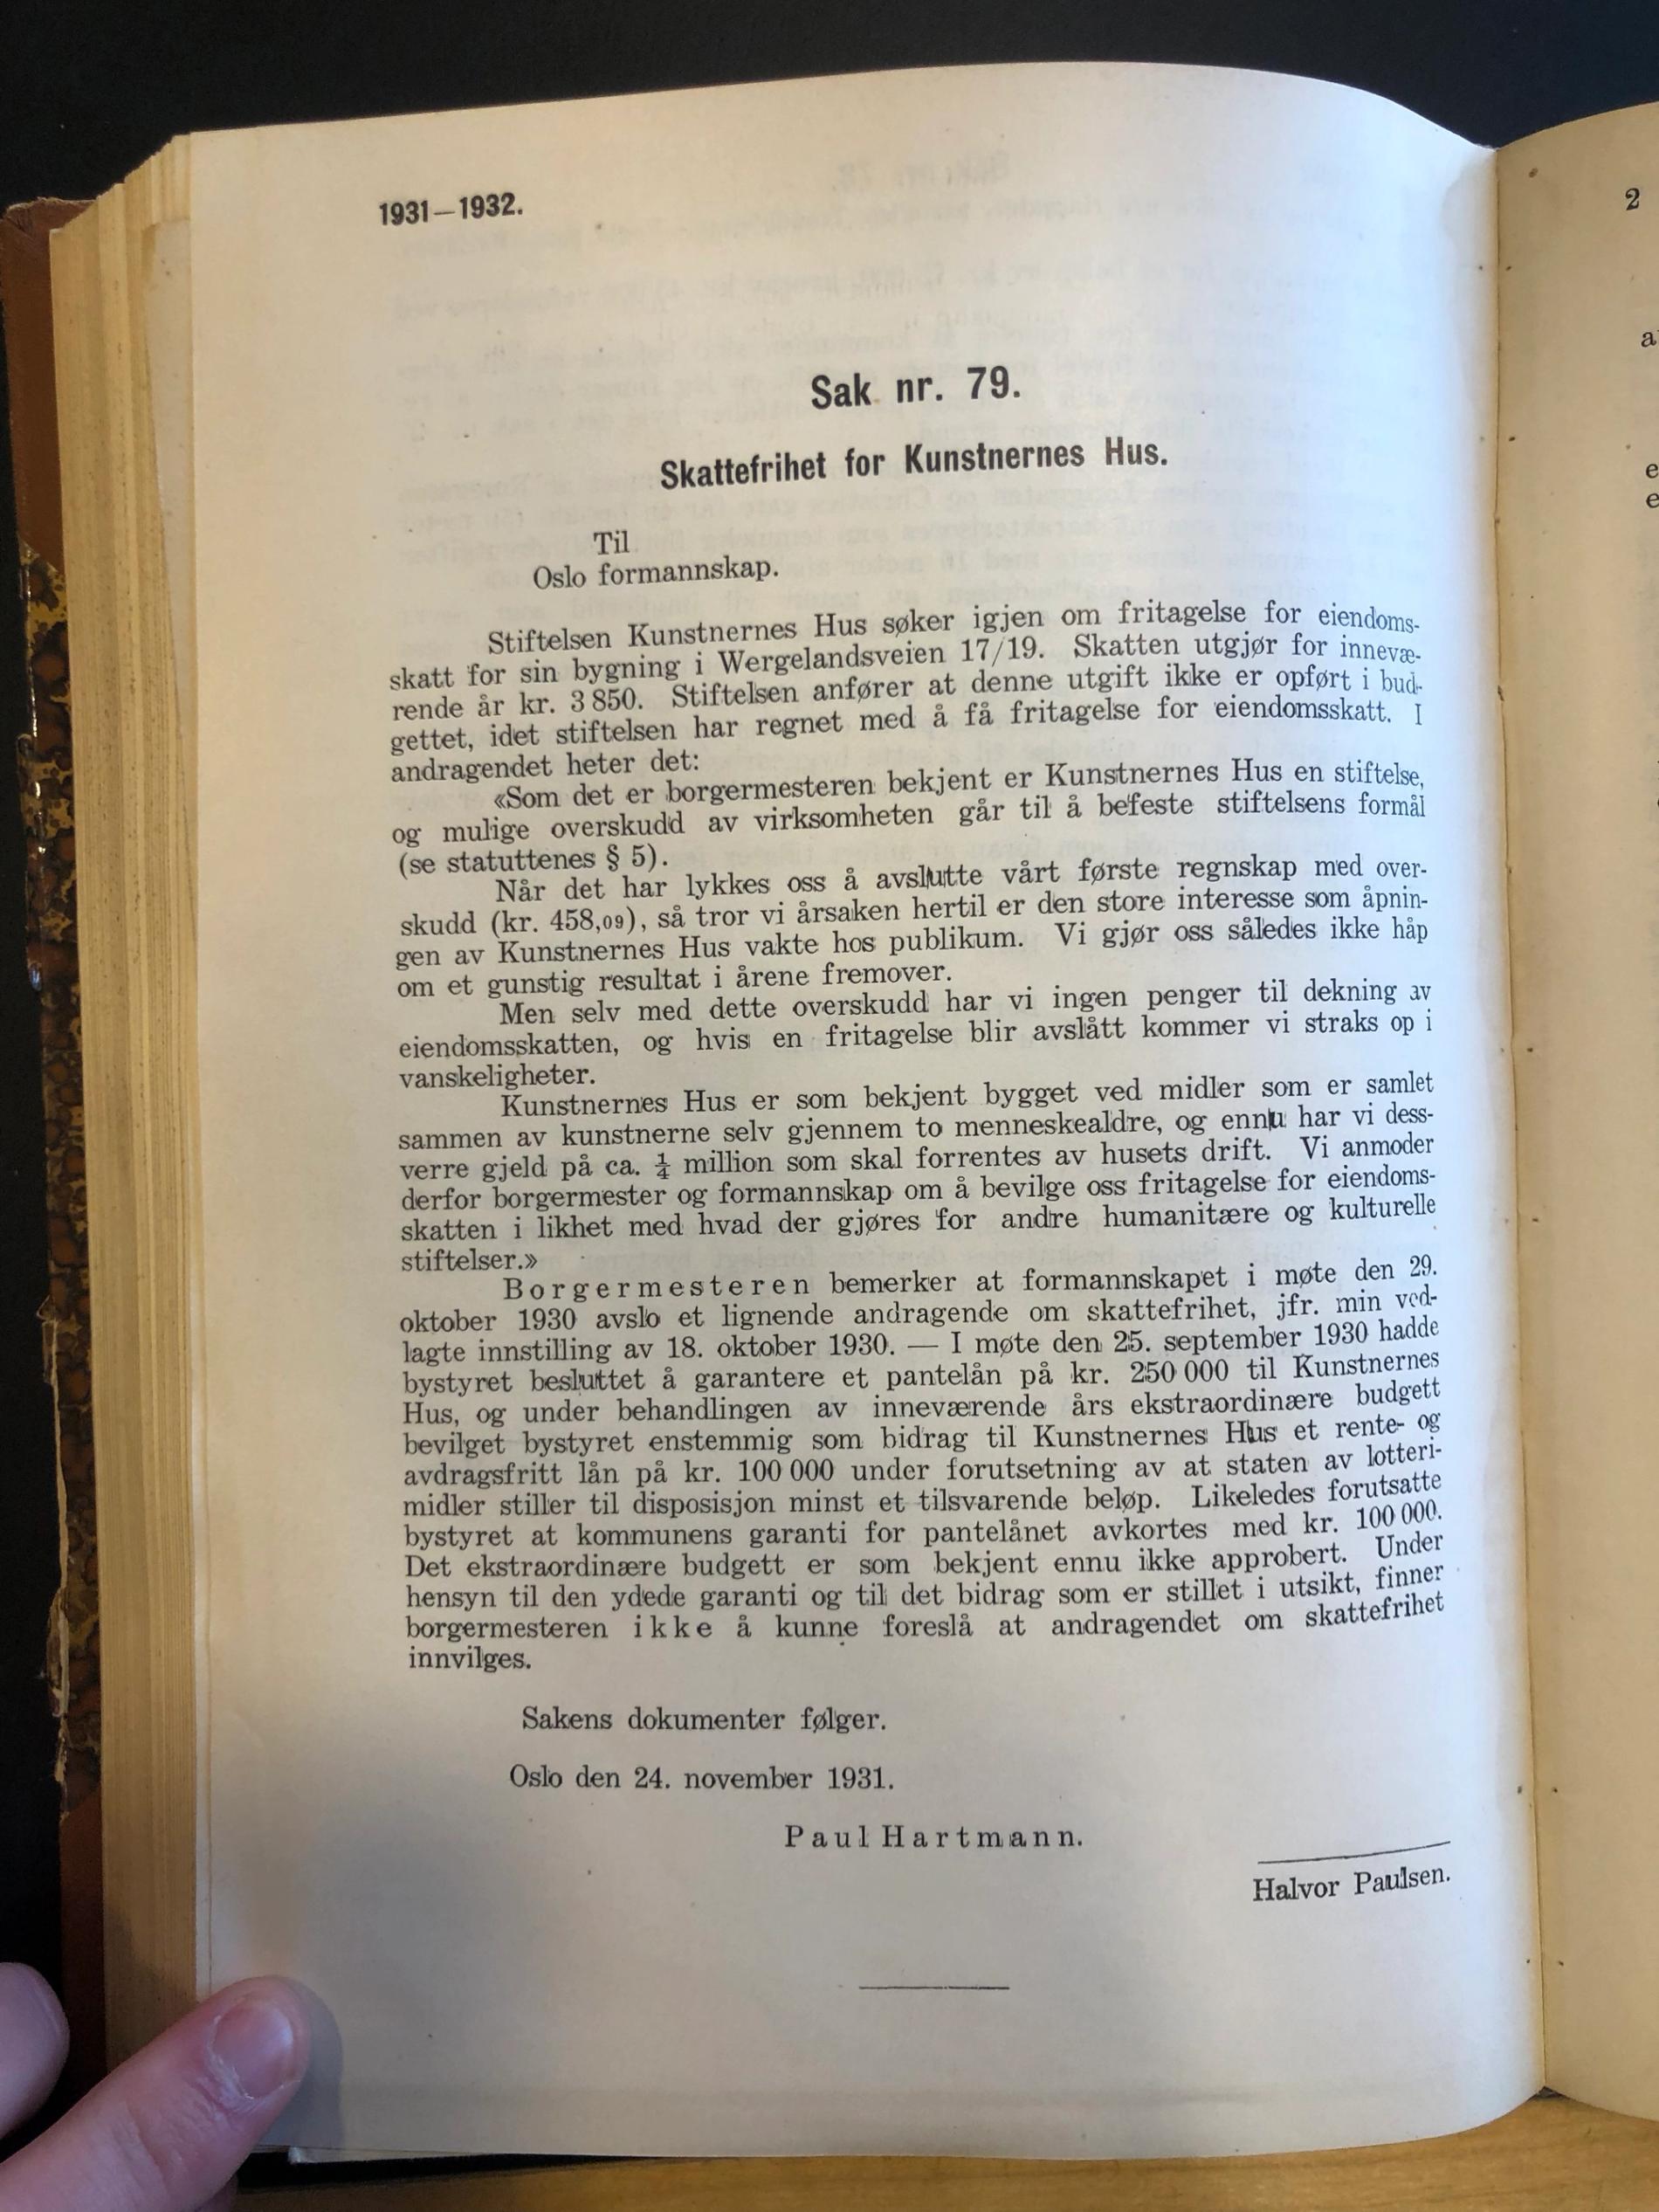 1931—1932.
Sak nr. 79.
Skattefrihet for Kunstnernes Hus.
Til
Oslo formannskap.
Stiftelsen Kunstnernes Hus søker igjen om fritagelse for eiendoms-
skatt for sin bygning i Wergelandsveien 17/19. Skatten utgjør for innevæ-
rende år kr. 3 850. Stiftelsen anfører at denne utgift ikke er opført i bud-
gettet, idet stiftelsen har regnet med å få fritagelse for eiendomsskatt. I
andragendet heter det:
«Som det er borgermesteren bekjent er Kunstnernes Hus en stiftelse,
og mulige overskudd av virksomheten går til å befeste stiftelsens formål
(se statuttenes § 5).
Når det har lykkes oss å avslutte vårt første regnskap med over-
skudd (kr. 458,09), så tror vi årsaken hertil er den store interesse som åpnin-
gen av Kunstnernes Hus vakte hos publikum. Vi gjør oss således ikke håp
om et gunstig resultat i årene fremover.
Men selv med dette overskudd har vi ingen penger til dekning av
eiendomsskatten, og hvis en fritagelse blir avslått kommer vi straks op i
vanskeligheter.
Kunstnernes Hus er som bekjent bygget ved midler som er samlet
sammen av kunstnerne selv gjennem to menneskealdre, og ennu har vi dess-
verre gjeld på ca. ¼ million som skal forrentes av husets drift. Vi anmoder
derfor borgermester og formannskap om å bevilge oss fritagelse for eiendoms-
skatten i likhet med hvad der gjøres for andre humanitære og kulturelle
stiftelser.»
Borgermesteren bemerker at formannskapet i møte den 29.
oktober 1930 avslo et lignende andragende om skattefrihet, jfr. min ved-
lagte innstilling av 18. oktober 1930. — I møte den 25. september 1930 hadde
bystyret besluttet å garantere et pantelån på kr. 250 000 til Kunstnernes
Hus, og under behandlingen av inneværende års ekstraordinære budgett
bevilget bystyret enstemmig som bidrag til Kunstnernes Hus et rente- og
avdragsfritt lån på kr. 100 000 under forutsetning av at staten av lotteri-
midler stiller til disposisjon minst et tilsvarende beløp. Likeledes forutsatte
bystyret at kommunens garanti for pantelånet avkortes med kr. 100 000.
Det ekstraordinære budgett er som bekjent ennu ikke approbert. Under
hensyn til den ydede garanti og til det bidrag som er stillet i utsikt, finner
borgermesteren ikke å kunne foreslå at andragendet om skattefrihet
innvilges.
Sakens dokumenter følger.
Oslo den 24. november 1931.
Paul Hartmann.
Halvor Paulsen.
2
a
e
e